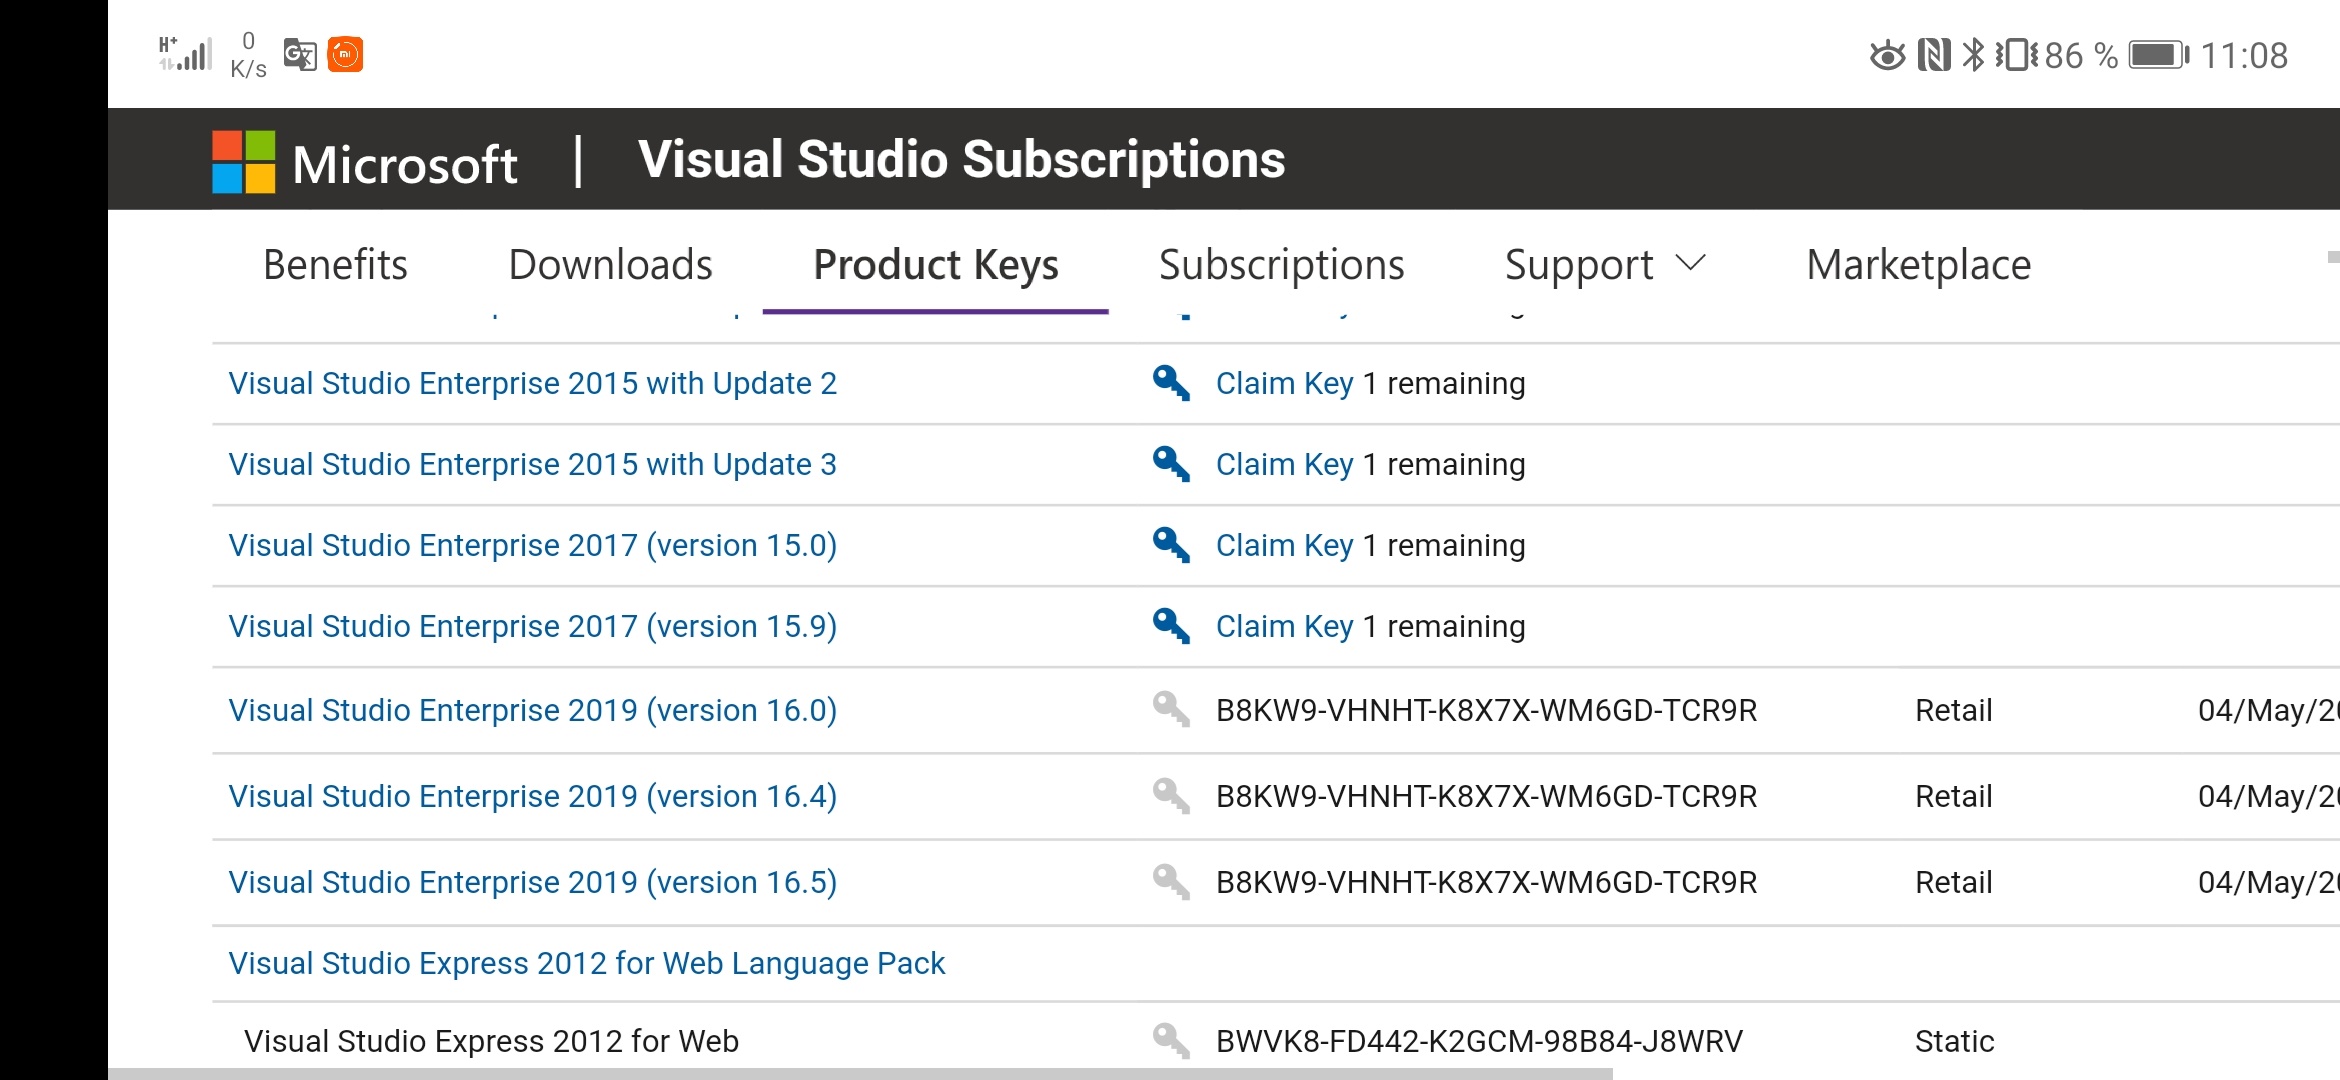 H+ 0 K/s 86 % 11:08
Microsoft | Visual Studio Subscriptions
Benefits Downloads Product Keys Subscriptions Support Marketplace
Visual Studio Enterprise 2015 with Update 2 Claim Key 1 remaining
Visual Studio Enterprise 2015 with Update 3 Claim Key 1 remaining
Visual Studio Enterprise 2017 (version 15.0) Claim Key 1 remaining
Visual Studio Enterprise 2017 (version 15.9) Claim Key 1 remaining
Visual Studio Enterprise 2019 (version 16.0) B8KW9-VHNHT-K8X7X-WM6GD-TCR9R Retail 04/May/20
Visual Studio Enterprise 2019 (version 16.4) B8KW9-VHNHT-K8X7X-WM6GD-TCR9R Retail 04/May/20
Visual Studio Enterprise 2019 (version 16.5) B8KW9-VHNHT-K8X7X-WM6GD-TCR9R Retail 04/May/20
Visual Studio Express 2012 for Web Language Pack
Visual Studio Express 2012 for Web BWVK8-FD442-K2GCM-98B84-J8WRV Static